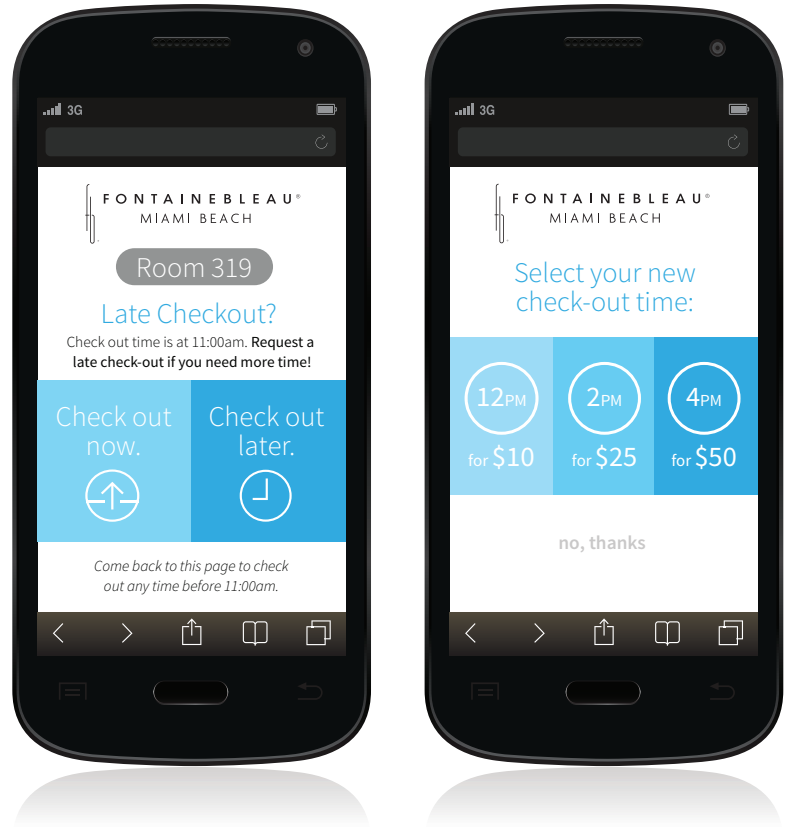 3G
FONTAINEBLEAU®
MIAMI BEACH
Room 319
Late Checkout?
Check out time is at 11:00am. Request a
late check-out if you need more time!
Check out
now.
Check out
later.
Come back to this page to check
out any time before 11:00am.
3G
FONTAINEBLEAU®
MIAMI BEACH
Select your new
check-out time:
12PM
for $10
2PM
for $25
4PM
for $50
no, thanks